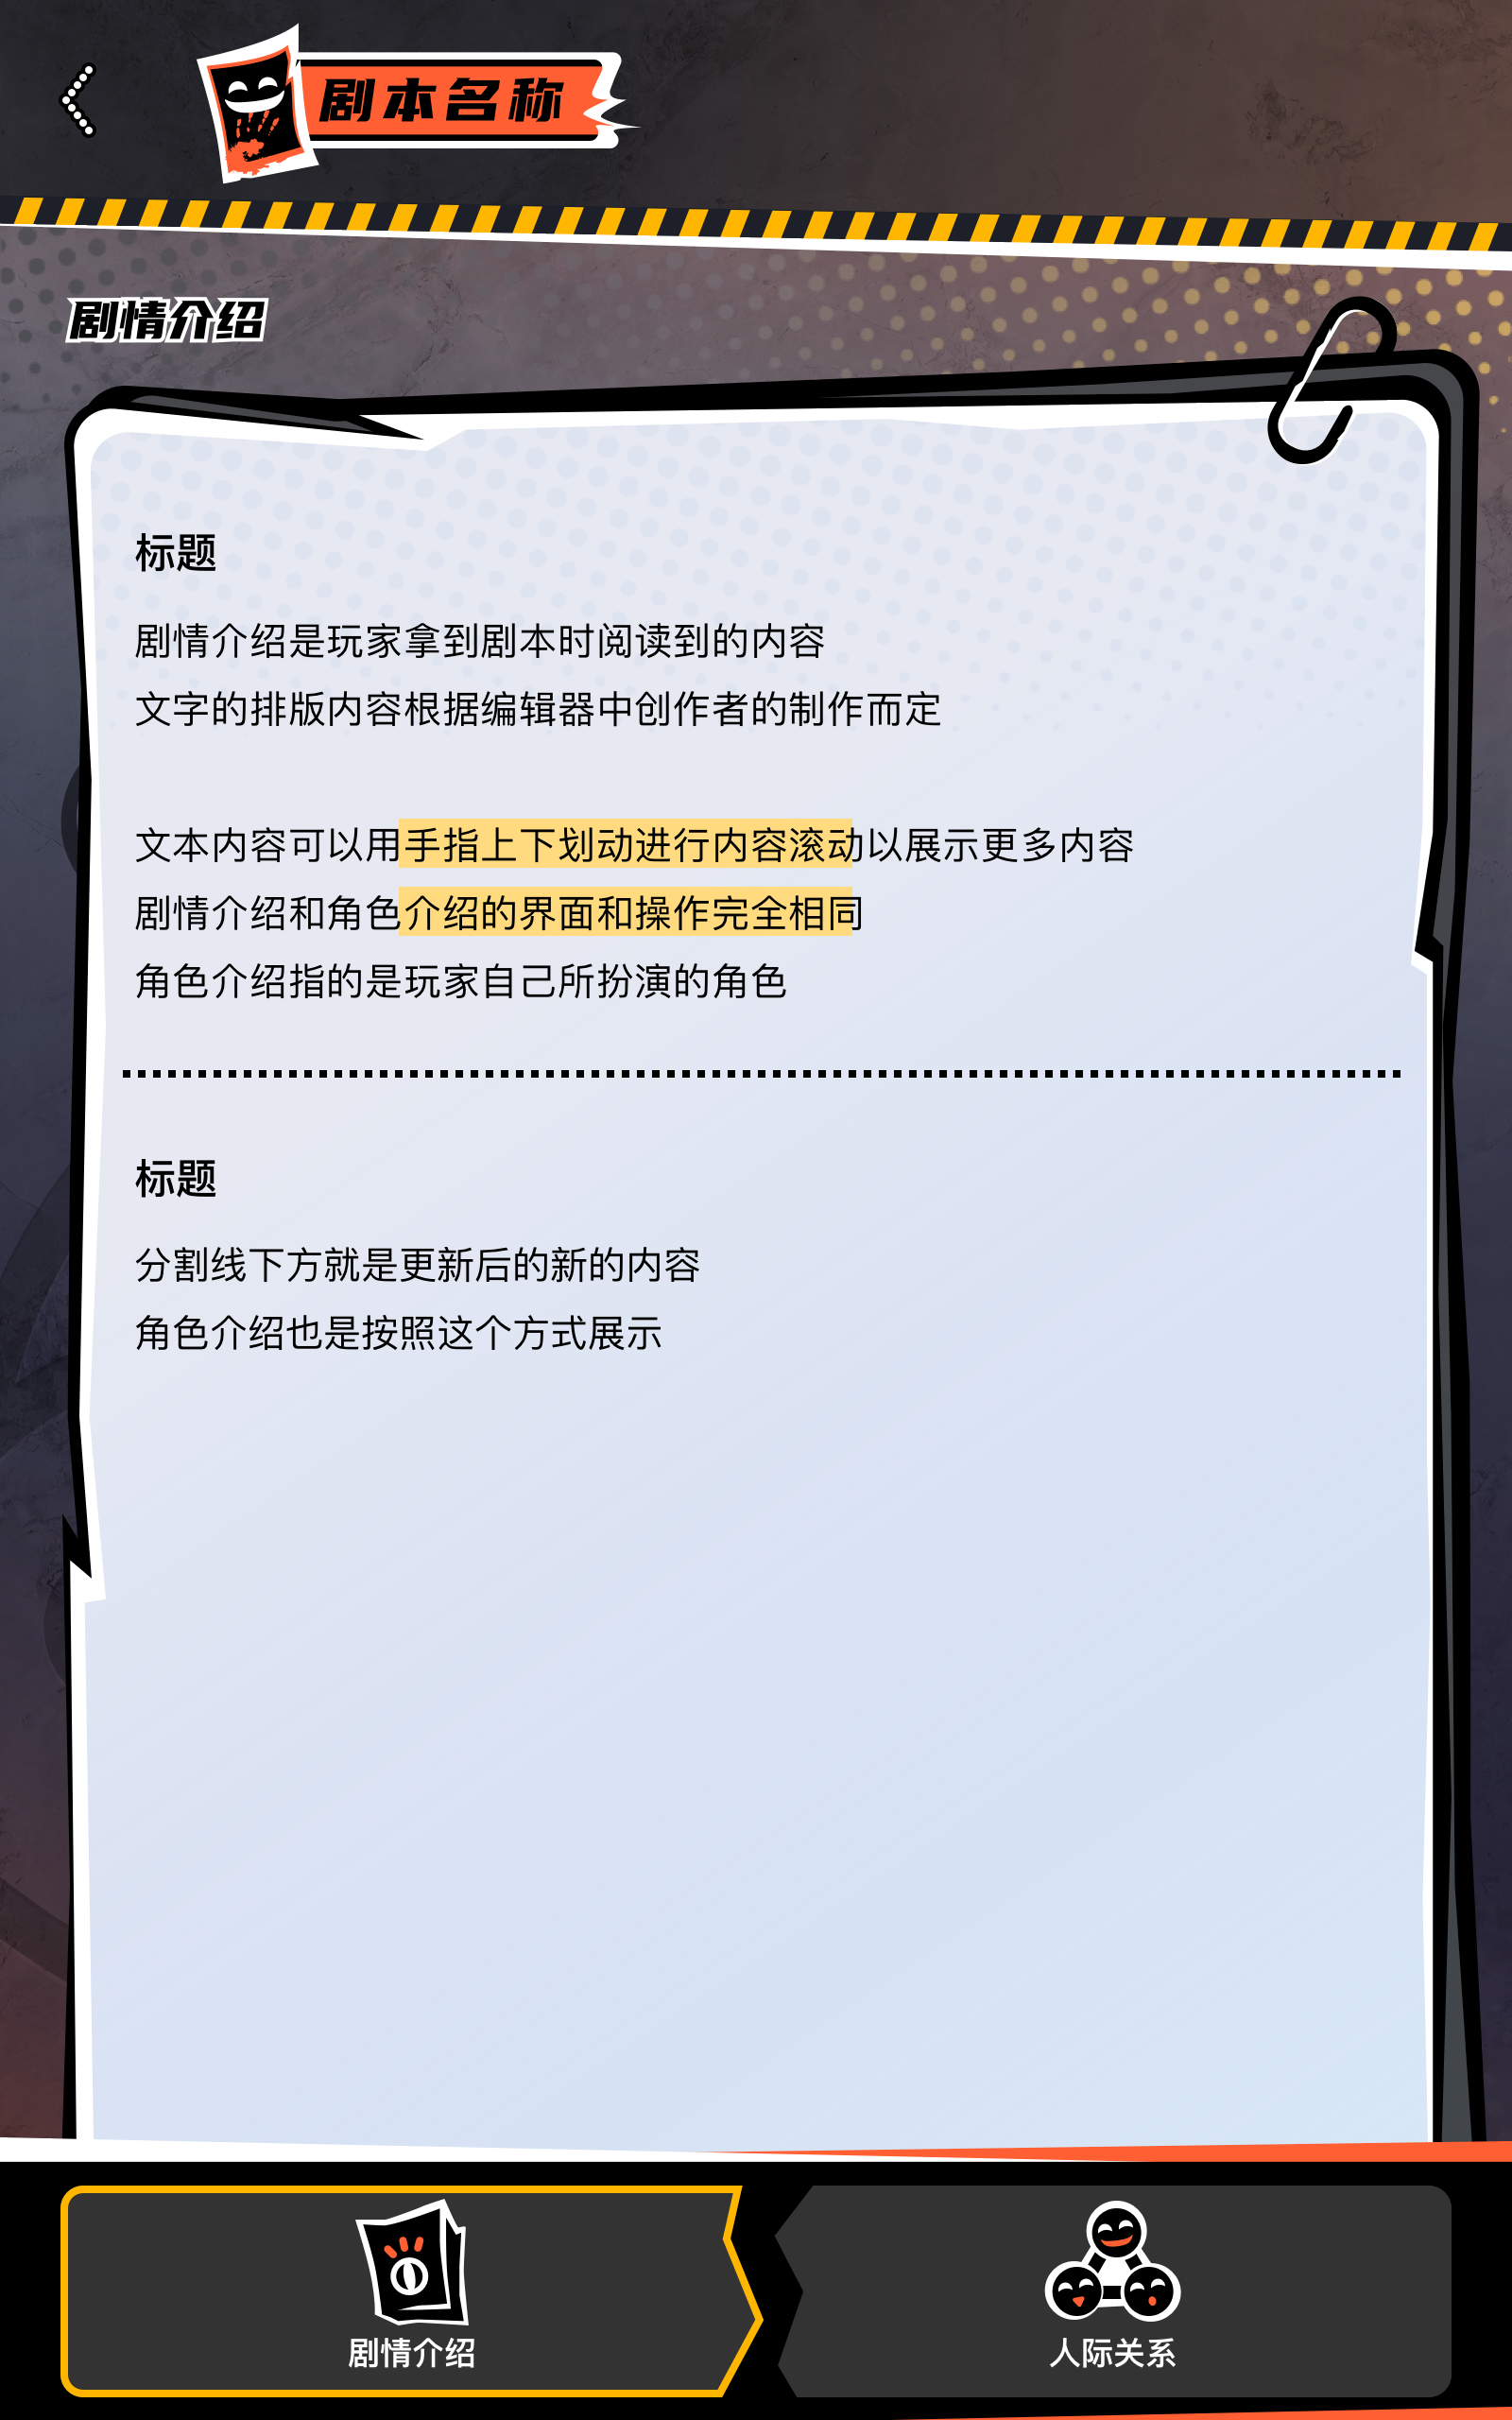 剧本名称
剧情介绍
标题
剧情介绍是玩家拿到剧本时阅读到的内容
文字的排版内容根据编辑器中创作者的制作而定
文本内容可以用手指上下划动进行内容滚动以展示更多内容
剧情介绍和角色介绍的界面和操作完全相同
角色介绍指的是玩家自己所扮演的角色
标题
分割线下方就是更新后的新的内容
角色介绍也是按照这个方式展示
剧情介绍
人际关系